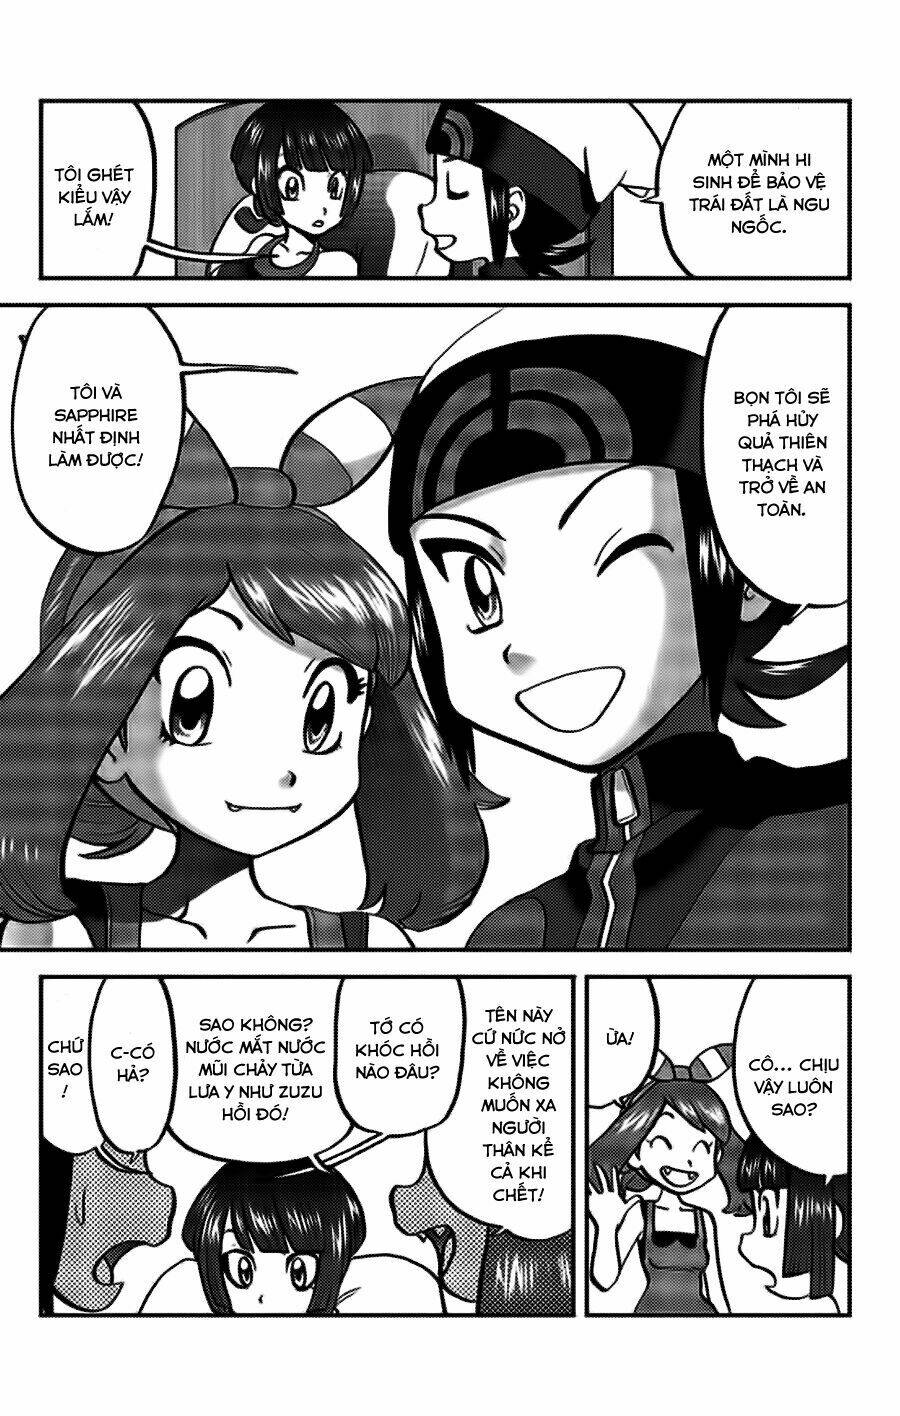 MỘT MÌNH HI
SINH ĐỂ BẢO VỆ
TRÁI ĐẤT LÀ NGU
NGỐC.
TÔI GHÉT
KIỂU VẬY
LẮM!
BỌN TÔI SẼ
PHÁ HỦY
QUẢ THIÊN
THẠCH VÀ
TRỞ VỀ AN
TOÀN.
TÔI VÀ
SAPPHIRE
NHẤT ĐỊNH
LÀM ĐƯỢC!
CÔ... CHỊU
VẬY LUÔN
SAO?
ỪA!
TÊN NÀY
CỨ NỨC NỞ
VỀ VIỆC
KHÔNG
MUỐN XA
NGƯỜI
THÂN KỂ
CẢ KHI
CHẾT!
TỚ CÓ
KHÓC HỒI
NÀO ĐÂU?
SAO KHÔNG?
NƯỚC MẮT NƯỚC
MŨI CHẢY TỪA
LƯA Y NHƯ ZUZU
HỒI ĐÓ!
C-CÓ
HẢ?
CHỨ
SAO
!